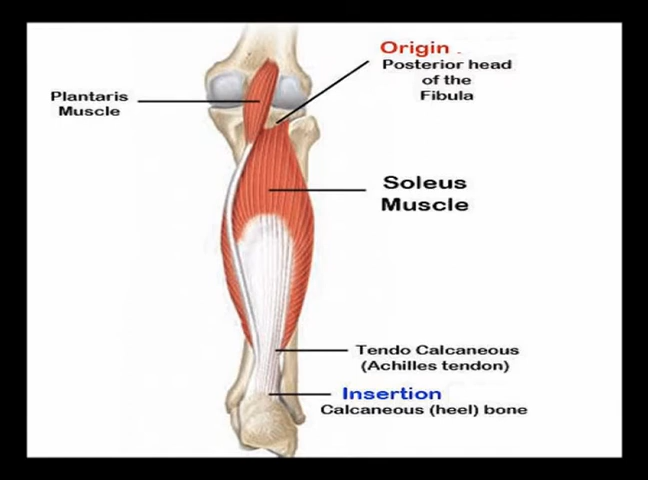 Origin
Posterior head
of the
Fibula
Plantaris
Muscle
Soleus
Muscle
Tendo Calcaneous
(Achilles tendon)
Insertion
Calcaneous (heel) bone